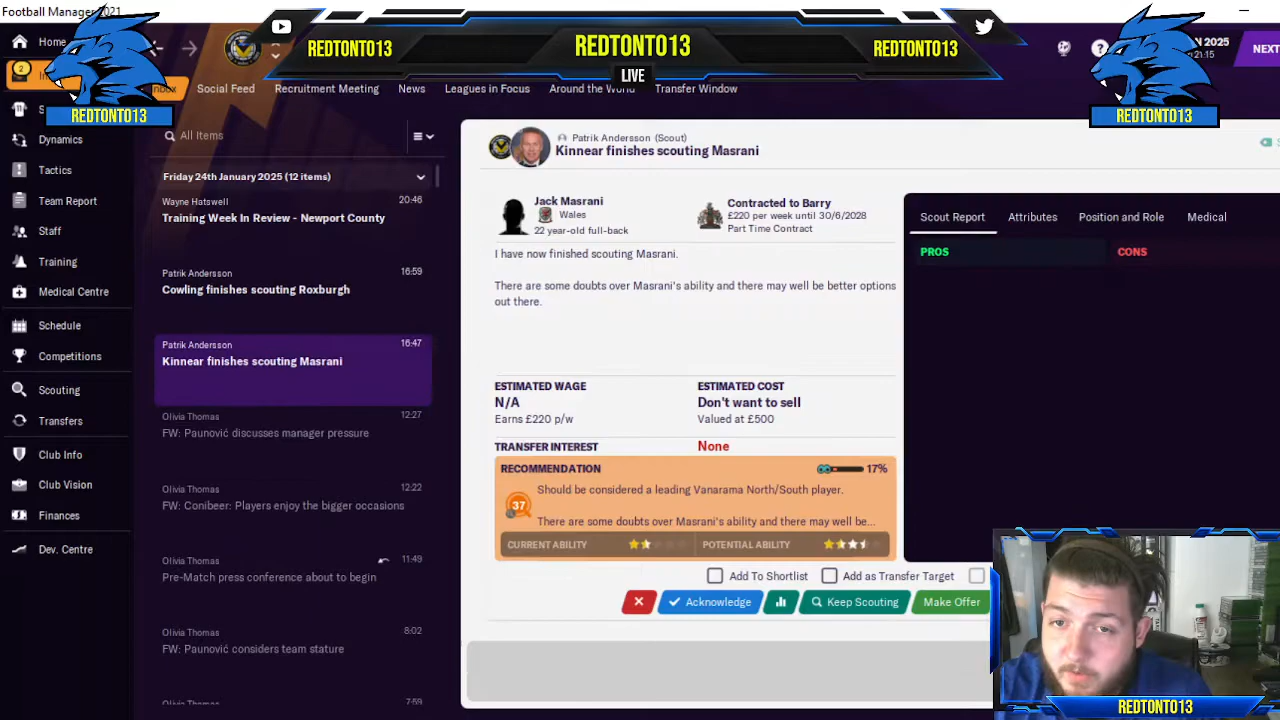 Football Manager 2021
REDTONTO13
REDTONTO13
REDTONTO13
LIVE
REDTONTO13
REDTONTO13
Home
2025
21:15
NEXT
2
nbox
Social Feed
Recruitment Meeting
News
Leagues in Focus
Around the World
Transfer Window
Dynamics
Tactics
Team Report
Staff
Training
Medical Centre
Schedule
Competitions
Scouting
Transfers
Club Info
Club Vision
Finances
Dev. Centre
All Items
Friday 24th January 2025 (12 items)
Wayne Hatswell
20:46
Training Week In Review - Newport County
Patrik Andersson
16:59
Cowling finishes scouting Roxburgh
Patrik Andersson
16:47
Kinnear finishes scouting Masrani
Olivia Thomas
12:27
FW: Paunović discusses manager pressure
Olivia Thomas
12:22
FW: Conibeer: Players enjoy the bigger occasions
Olivia Thomas
11:49
Pre-Match press conference about to begin
Olivia Thomas
8:02
FW: Paunović considers team stature
Olivia Thomas
7:59
Patrik Andersson (Scout)
Kinnear finishes scouting Masrani
Jack Masrani
Wales
22 year-old full-back
Contracted to Barry
£220 per week until 30/6/2028
Part Time Contract
I have now finished scouting Masrani.
There are some doubts over Masrani's ability and there may well be better options
out there.
ESTIMATED WAGE
N/A
Earns £220 p/w
ESTIMATED COST
Don't want to sell
Valued at £500
TRANSFER INTEREST
None
RECOMMENDATION
17%
37
Should be considered a leading Vanarama North/South player.
There are some doubts over Masrani's ability and there may well be...
CURRENT ABILITY
POTENTIAL ABILITY
Add To Shortlist
Add as Transfer Target
Acknowledge
Keep Scouting
Make Offer
Scout Report
Attributes
Position and Role
Medical
PROS
CONS
REDTONTO13